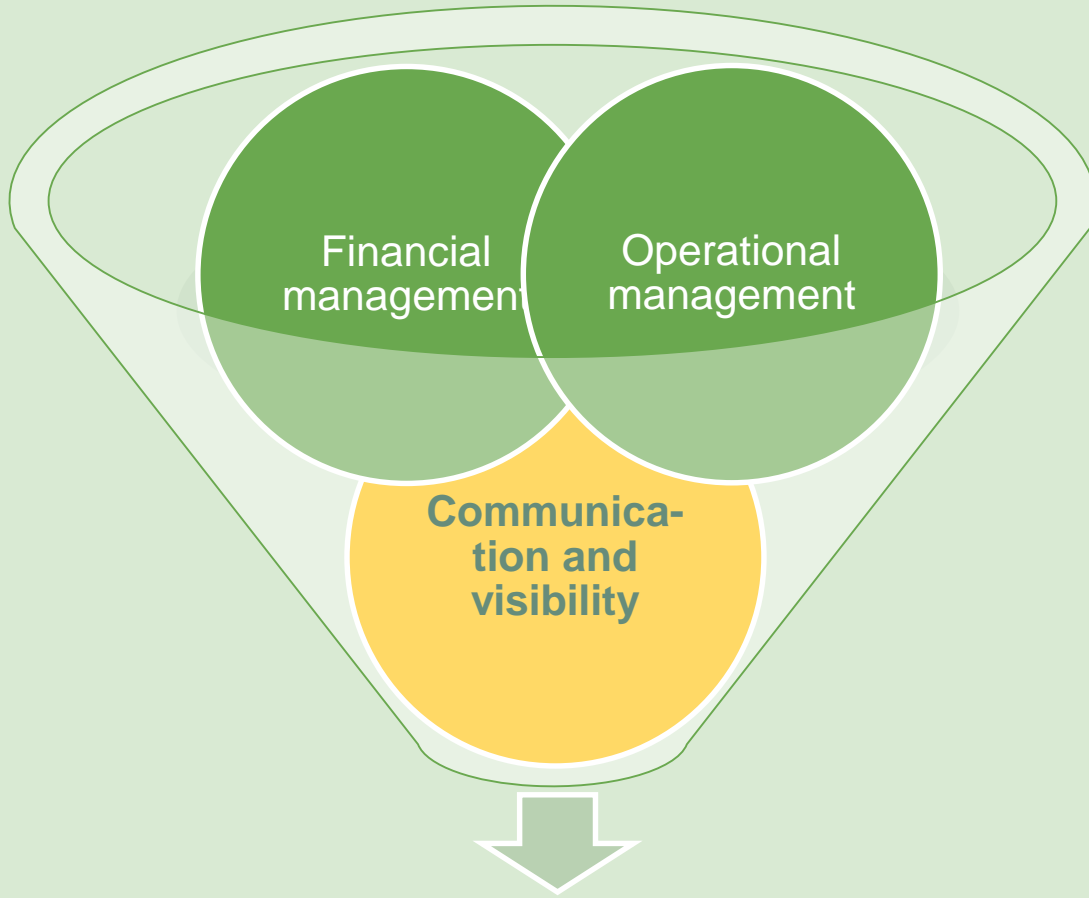 Financial
management
Operational
management
Communica-
tion and
visibility